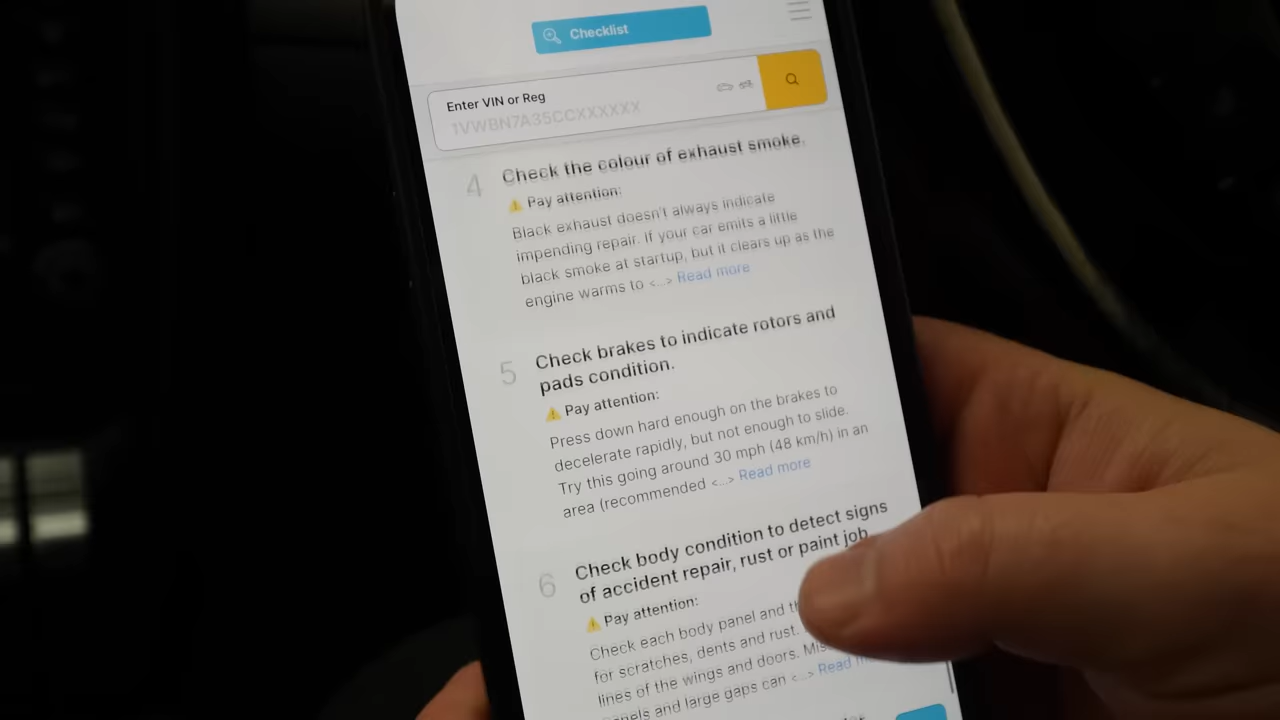 Checklist
Enter VIN or Reg
1VWBN7A35CCXXXXXX
4
Check the colour of exhaust smoke.
⚠ Pay attention:
Black exhaust doesn't always indicate
impending repair. If your car emits a little
black smoke at startup, but it clears up as the
engine warms to <...> Read more
5
Check brakes to indicate rotors and
pads condition.
⚠ Pay attention:
Press down hard enough on the brakes to
decelerate rapidly, but not enough to slide.
Try this going around 30 mph (48 km/h) in an
area (recommended <...> Read more
6
Check body condition to detect signs
of accident repair, rust or paint job
⚠ Pay attention:
Check each body panel and
for scratches, dents and rust.
lines of the wings and doors.
and large gaps can <...> Read